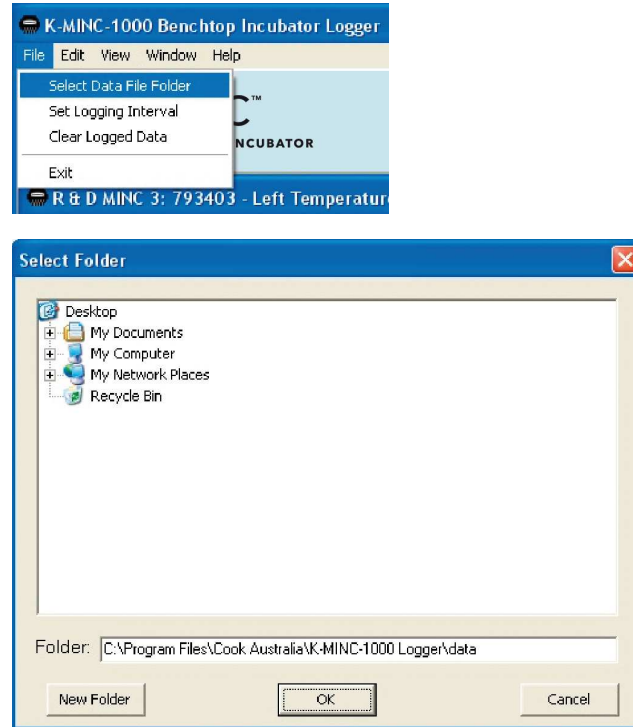 K-MINC-1000 Benchtop Incubator Logger
File Edit View Window Help
Select Data File Folder
Set Logging Interval
Clear Logged Data
Exit
C™
NCUBATOR
R & D MINC 3: 793403 - Left Temperatur
Select Folder
Desktop
My Documents
My Computer
My Network Places
Recycle Bin
Folder: C:\Program Files\Cook Australia\K-MINC-1000 Logger\data
New Folder OK Cancel